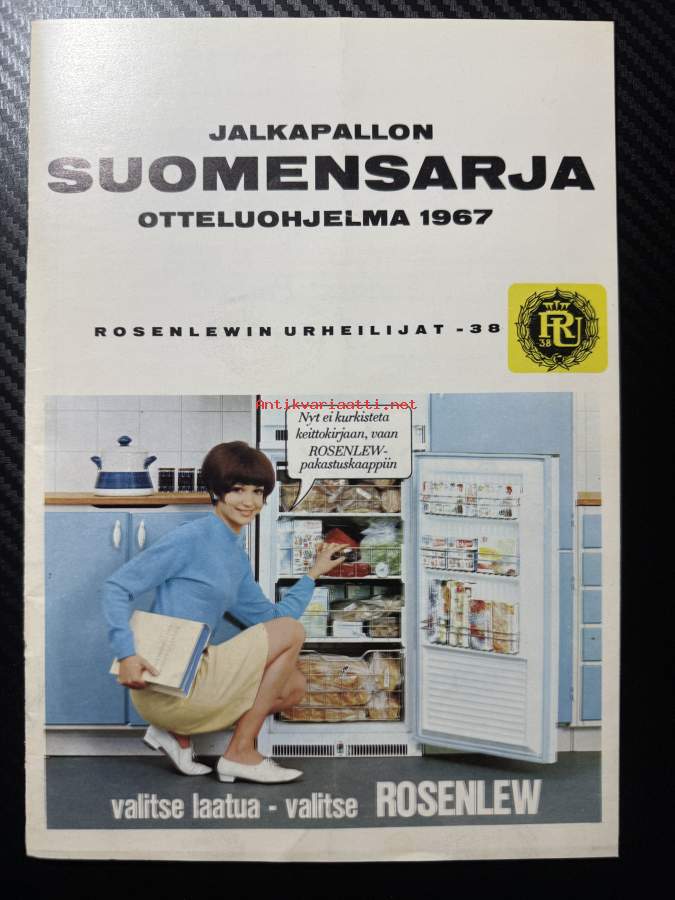 JALKAPALLON
SUOMENSARJA
OTTELUOHJELMA 1967
ROSENLEWIN URHEILIJAT -38
RU
38
Antikvariaatti.net
Nyt ei kurkisteta
keittokirjaan, vaan
ROSENLEW-
pakastuskaappiin
valitse laatua - valitse ROSENLEW